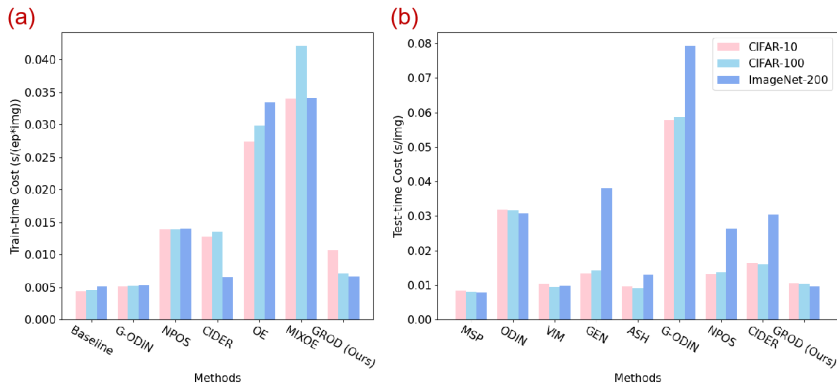 (a)
0.040
0.035
0.030
0.025
0.020
0.015
0.010
0.005
0.000
Train-time Cost (s/(ep*img))
Baseline
G-ODIN
NPOS
CIDER
OE
MIXOE
GROD (Ours)
Methods
(b)
0.08
0.07
0.06
0.05
0.04
0.03
0.02
0.01
0.00
Test-time Cost (s/img)
CIFAR-10
CIFAR-100
ImageNet-200
MSP
ODIN
VIM
GEN
ASH
G-ODIN
NPOS
CIDER
GROD (Ours)
Methods